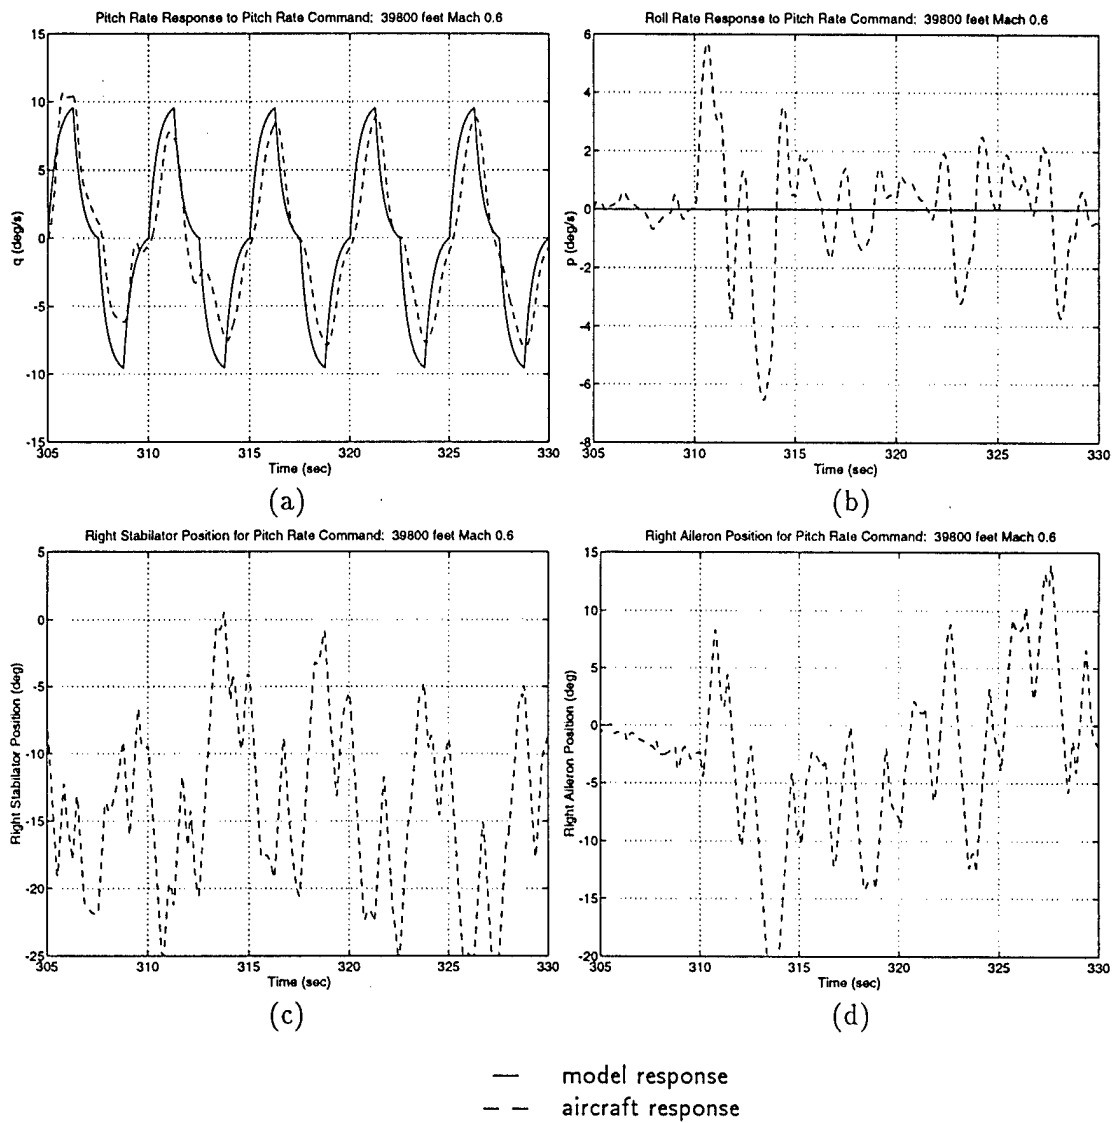 Pitch Rate Response to Pitch Rate Command: 39800 feet Mach 0.6
15
10
5
0
-5
-10
-15
q (deg/s)
305 310 315 320 325 330
Time (sec)
(a)
Roll Rate Response to Pitch Rate Command: 39800 feet Mach 0.6
6
4
2
0
-2
-4
-6
-8
p (deg/s)
305 310 315 320 325 330
Time (sec)
(b)
Right Stabilator Position for Pitch Rate Command: 39800 feet Mach 0.6
5
0
-5
-10
-15
-20
-25
Right Stabilator Position (deg)
305 310 315 320 325 330
Time (sec)
(c)
Right Aileron Position for Pitch Rate Command: 39800 feet Mach 0.6
15
10
5
0
-5
-10
-15
-20
Right Aileron Position (deg)
305 310 315 320 325 330
Time (sec)
(d)
model response
aircraft response